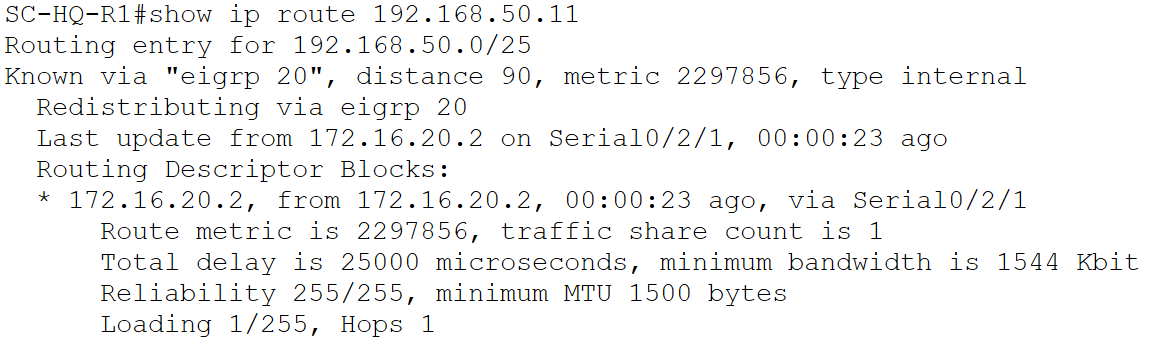 SC-HQ-R1#show ip route 192.168.50.11
Routing entry for 192.168.50.0/25
Known via "eigrp 20", distance 90, metric 2297856, type internal
Redistributing via eigrp 20
Last update from 172.16.20.2 on Serial0/2/1, 00:00:23 ago
Routing Descriptor Blocks:
* 172.16.20.2, from 172.16.20.2, 00:00:23 ago, via Serial0/2/1
Route metric is 2297856, traffic share count is 1
Total delay is 25000 microseconds, minimum bandwidth is 1544 Kbit
Reliability 255/255, minimum MTU 1500 bytes
Loading 1/255, Hops 1